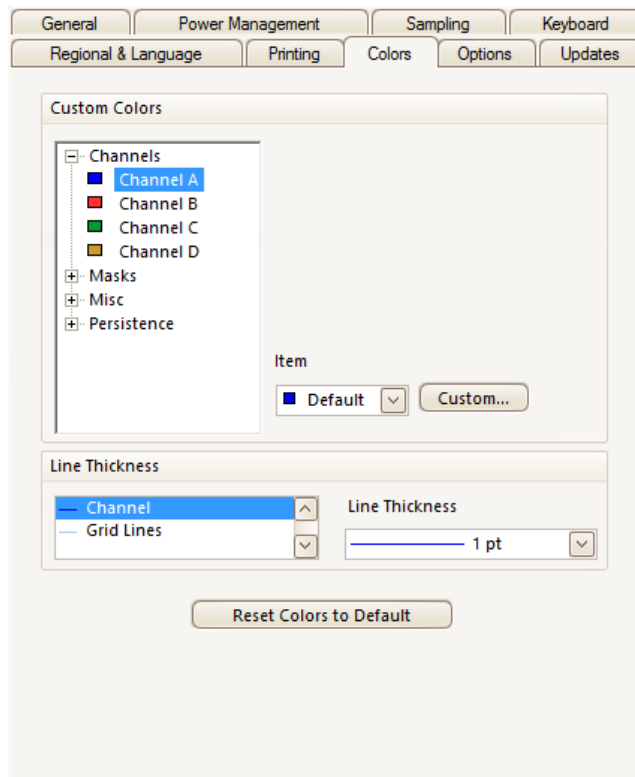 General Power Management Sampling Keyboard
Regional & Language Printing Colors Options Updates
Custom Colors
Channels
Channel A
Channel B
Channel C
Channel D
Masks
Misc
Persistence
Item
Default Custom...
Line Thickness
Channel
Grid Lines
Line Thickness
1 pt
Reset Colors to Default